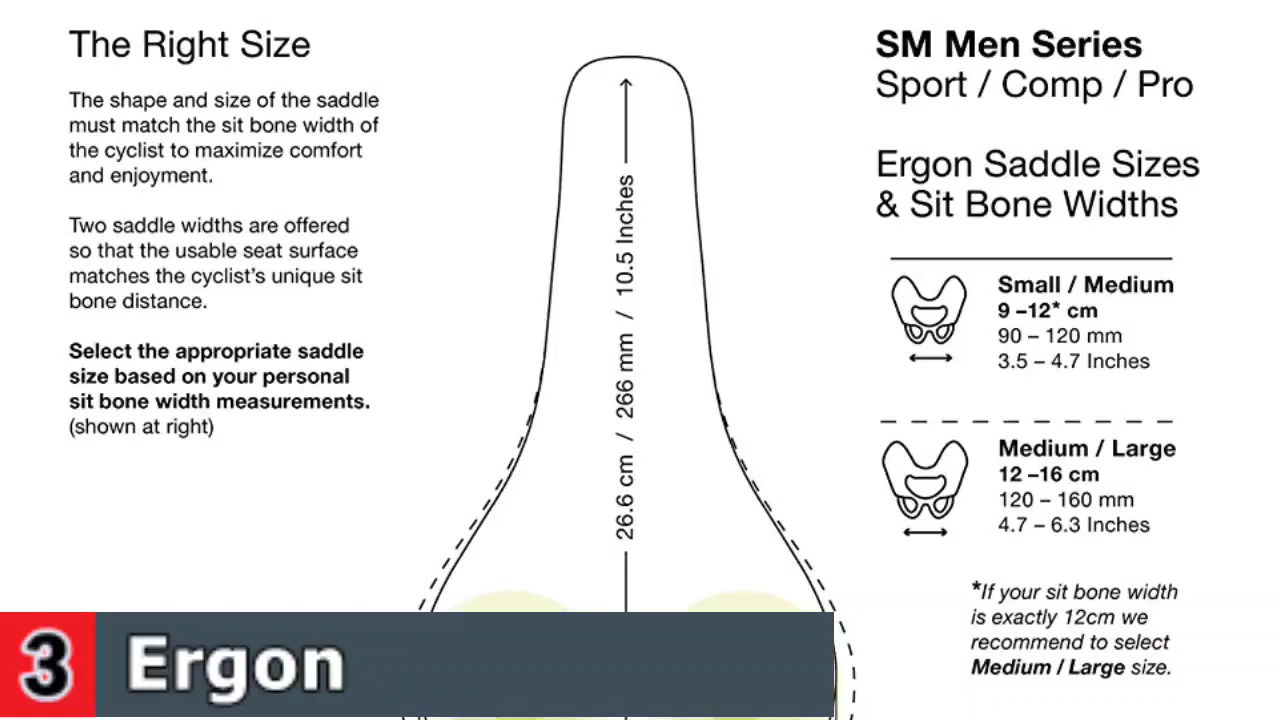 The Right Size
The shape and size of the saddle
must match the sit bone width of
the cyclist to maximize comfort
and enjoyment.
Two saddle widths are offered
so that the usable seat surface
matches the cyclist's unique sit
bone distance.
Select the appropriate saddle
size based on your personal
sit bone width measurements.
(shown at right)
26.6 cm / 266 mm / 10.5 Inches
SM Men Series
Sport / Comp / Pro
Ergon Saddle Sizes
& Sit Bone Widths
Small / Medium
9 –12* cm
90 – 120 mm
3.5 – 4.7 Inches
Medium / Large
12 –16 cm
120 – 160 mm
4.7 – 6.3 Inches
*If your sit bone width
is exactly 12cm we
recommend to select
Medium / Large size.
3 Ergon